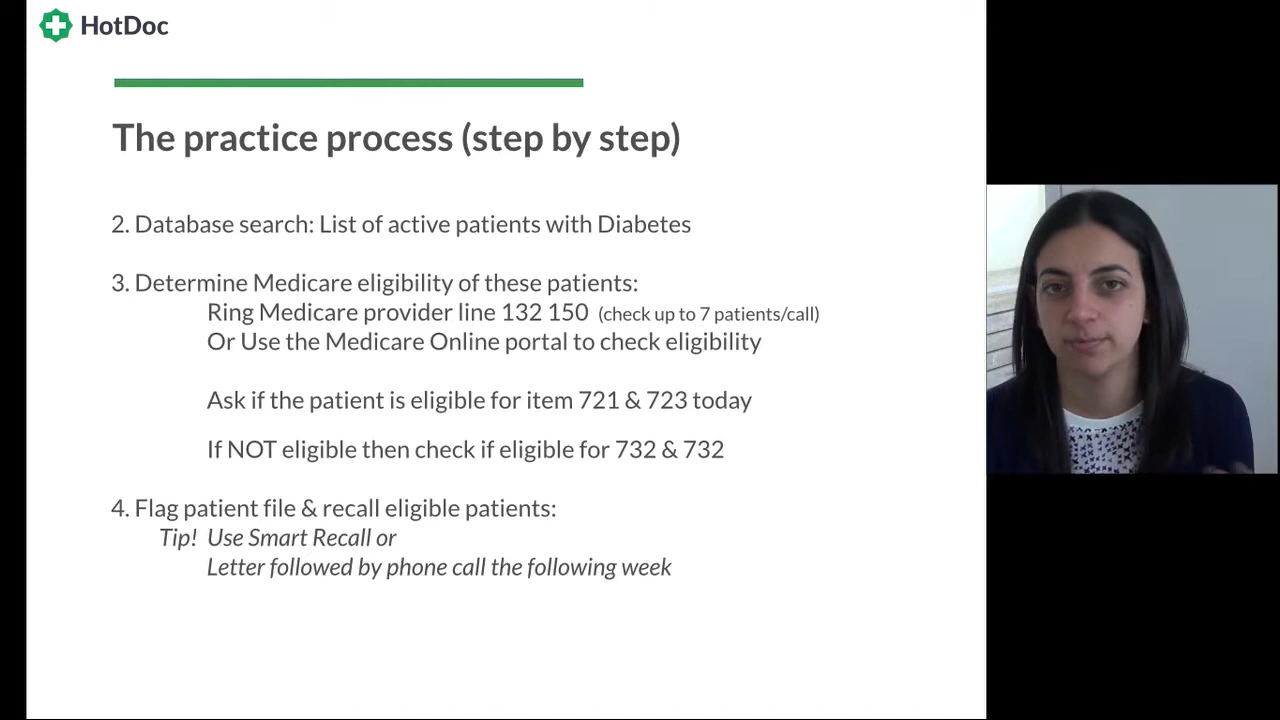 HotDoc
The practice process (step by step)
2. Database search: List of active patients with Diabetes
3. Determine Medicare eligibility of these patients:
Ring Medicare provider line 132 150 (check up to 7 patients/call)
Or Use the Medicare Online portal to check eligibility
Ask if the patient is eligible for item 721 & 723 today
If NOT eligible then check if eligible for 732 & 732
4. Flag patient file & recall eligible patients:
Tip! Use Smart Recall or
Letter followed by phone call the following week